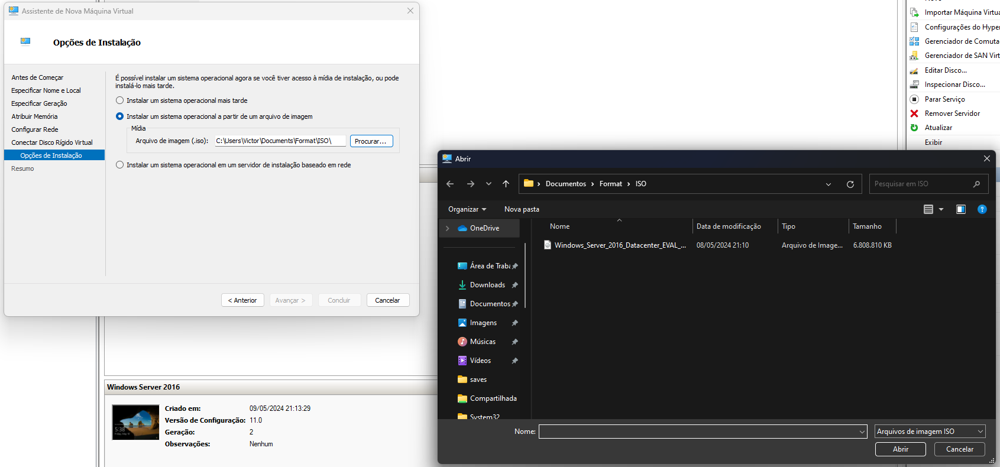 Assistente de Nova Máquina Virtual
Opções de Instalação
Antes de Começar
Especificar Nome e Local
Especificar Geração
Atribuir Memória
Configurar Rede
Conectar Disco Rígido Virtual
Opções de Instalação
Resumo
É possível instalar um sistema operacional agora se você tiver acesso à mídia de instalação, ou pode
instalá-lo mais tarde.
Instalar um sistema operacional mais tarde
Instalar um sistema operacional a partir de um arquivo de imagem
Mídia
Arquivo de imagem (.iso): C:\Users\Victor\Documents\Format\ISO\ Procurar...
Instalar um sistema operacional em um servidor de instalação baseado em rede
< Anterior Avançar > Concluir Cancelar
Importar Máquina Virtua
Configurações do Hyper
Gerenciador de Comuta
Gerenciador de SAN Virt
Editar Disco...
Inspecionar Disco...
Parar Serviço
Remover Servidor
Atualizar
Exibir
Abrir
Documentos > Format > ISO
Pesquisar em ISO
Organizar Nova pasta
OneDrive
Área de Traba
Downloads
Documentos
Imagens
Músicas
Vídeos
saves
Compartilhada
System32
Nome Data de modificação Tipo Tamanho
Windows_Server_2016_Datacenter_EVAL_... 08/05/2024 21:10 Arquivo de Image... 6.808.810 KB
Nome: Arquivos de imagem ISO
Abrir Cancelar
Windows Server 2016
5:38
Criado em: 09/05/2024 21:13:29
Versão de Configuração: 11.0
Geração: 2
Observações: Nenhum